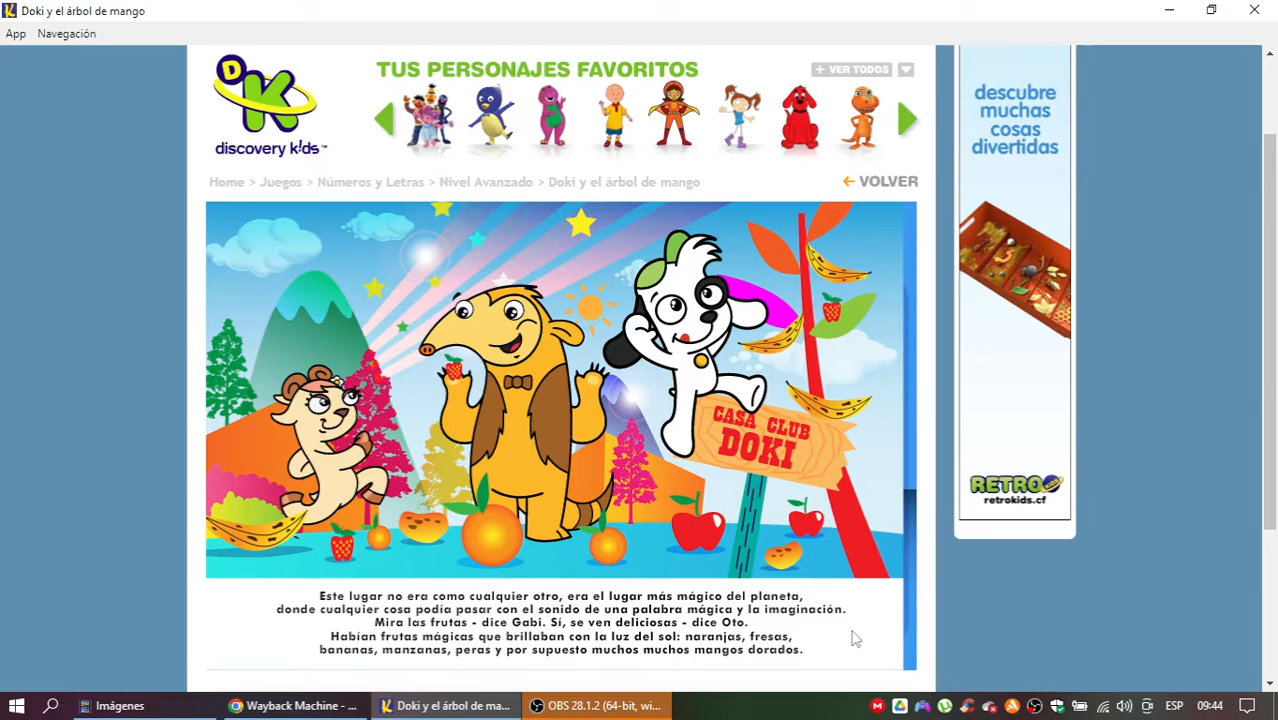 Doki y el árbol de mango
App Navegación
D K
discovery k!ds™
TUS PERSONAJES FAVORITOS
+ VER TODOS
Home > Juegos > Números y Letras > Nivel Avanzado > Doki y el árbol de mango
VOLVER
descubre
muchas
cosas
divertidas
CASA CLUB
DOKI
RETRO
retrokids.cf
Este lugar no era como cualquier otro, era el lugar más mágico del planeta,
donde cualquier cosa podía pasar con el sonido de una palabra mágica y la imaginación.
Mira las frutas - dice Gabi. Sí, se ven deliciosas - dice Oto.
Habían frutas mágicas que brillaban con la luz del sol: naranjas, fresas,
bananas, manzanas, peras y por supuesto muchos muchos mangos dorados.
Imágenes
Wayback Machine - ...
Doki y el árbol de m...
OBS 28.1.2 (64-bit, wi...
ESP
09:44